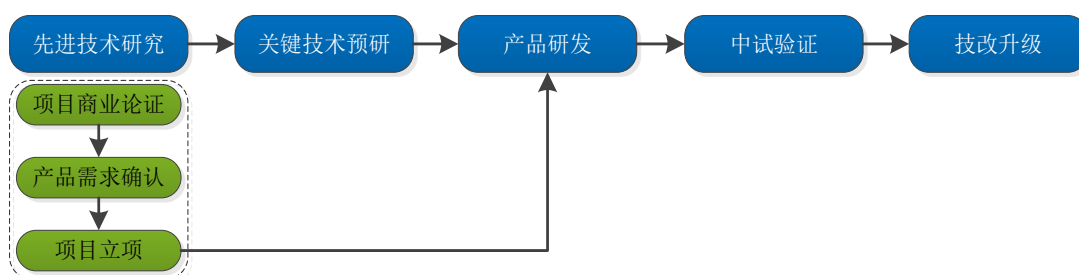 先进技术研究
关键技术预研
产品研发
中试验证
技改升级
项目商业论证
产品需求确认
项目立项